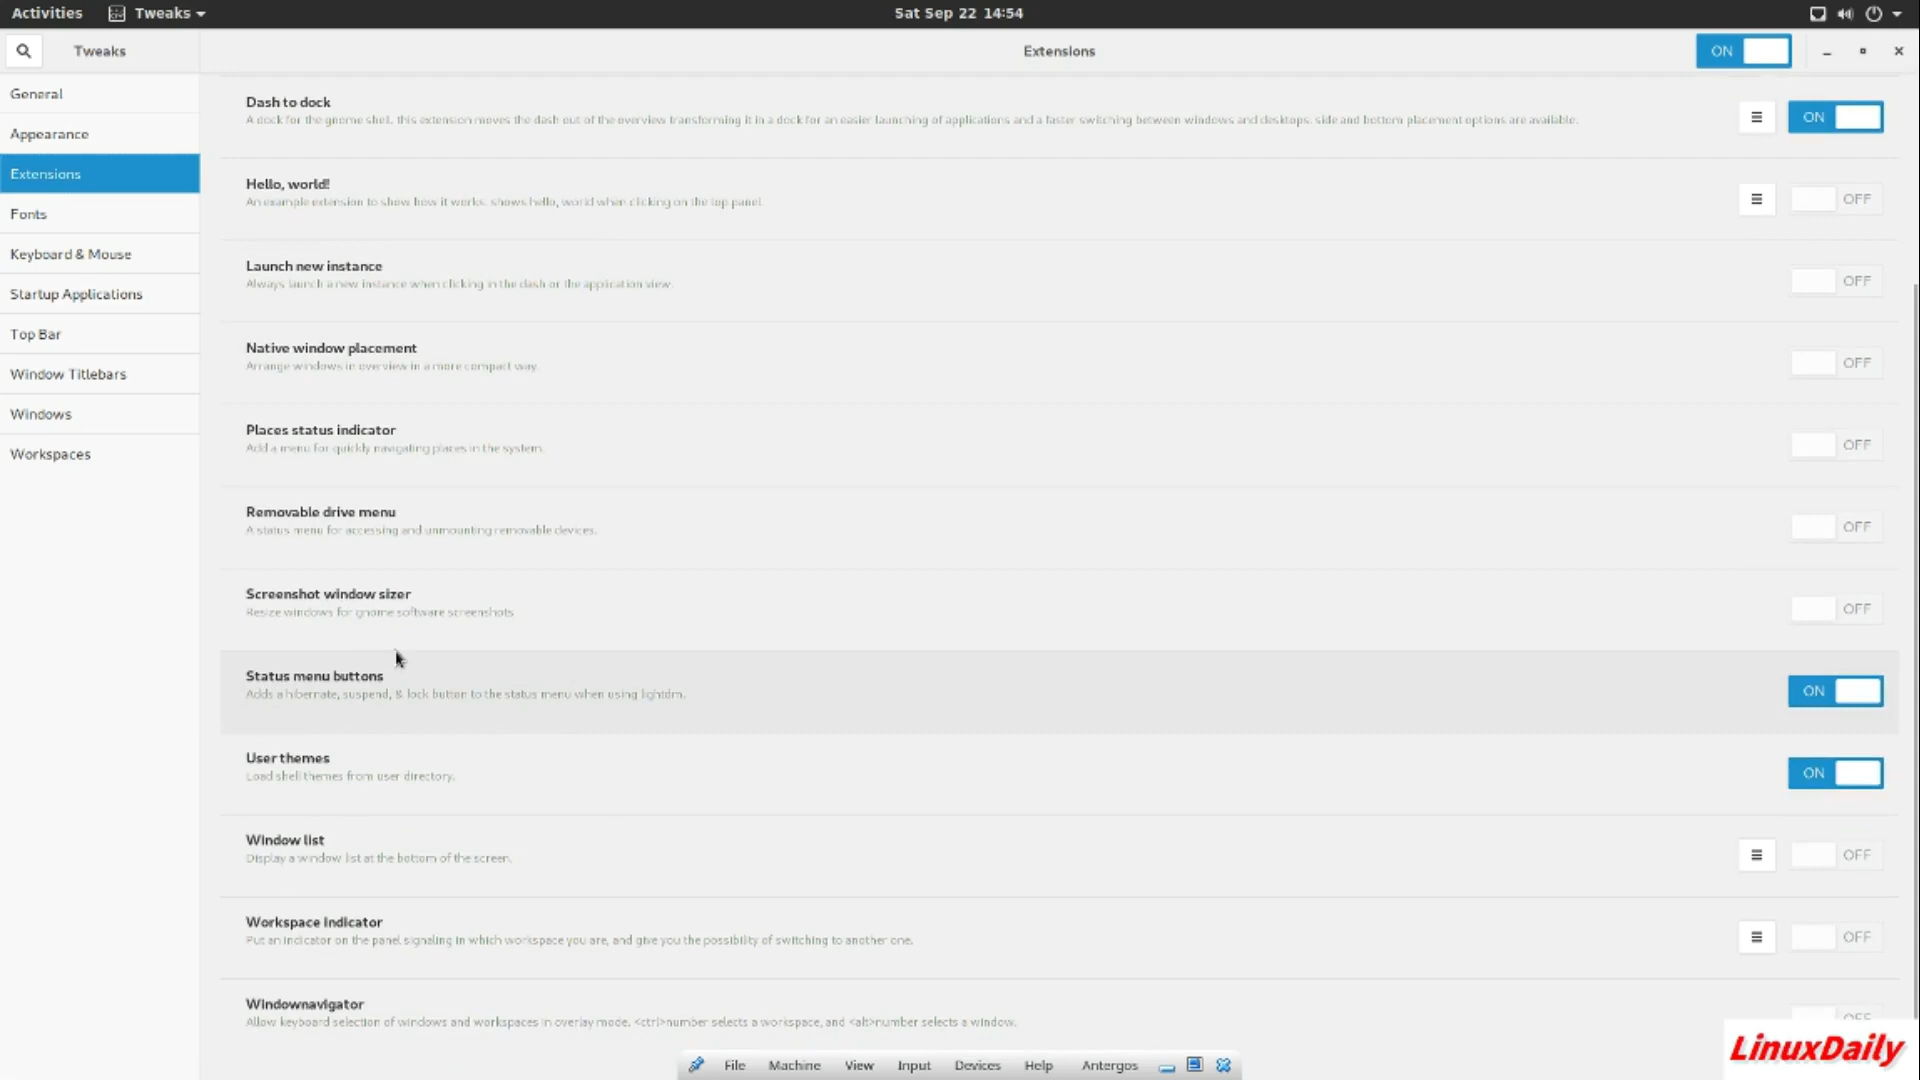 Activities Tweaks Sat Sep 22 14:54
Tweaks Extensions ON
General
Appearance
Extensions
Fonts
Keyboard & Mouse
Startup Applications
Top Bar
Window Titlebars
Windows
Workspaces
Dash to dock
A dock for the gnome shell. this extension moves the dash out of the overview transforming it in a dock for an easier launching of applications and a faster switching between windows and desktops. side and bottom placement options are available.
ON
Hello, world!
An example extension to show how it works. shows hello, world when clicking on the top panel.
OFF
Launch new instance
Always launch a new instance when clicking in the dash or the application view.
OFF
Native window placement
Arrange windows in overview in a more compact way.
OFF
Places status indicator
Add a menu for quickly navigating places in the system.
OFF
Removable drive menu
A status menu for accessing and unmounting removable devices.
OFF
Screenshot window sizer
Resize windows for gnome software screenshots
OFF
Status menu buttons
Adds a hibernate, suspend, & lock button to the status menu when using lightdm.
ON
User themes
Load shell themes from user directory.
ON
Window list
Display a window list at the bottom of the screen.
OFF
Workspace indicator
Put an indicator on the panel signaling in which workspace you are, and give you the possibility of switching to another one.
OFF
Windownavigator
Allow keyboard selection of windows and workspaces in overlay mode. <ctrl>number selects a workspace, and <alt>number selects a window.
OFF
File Machine View Input Devices Help Antergos
LinuxDaily